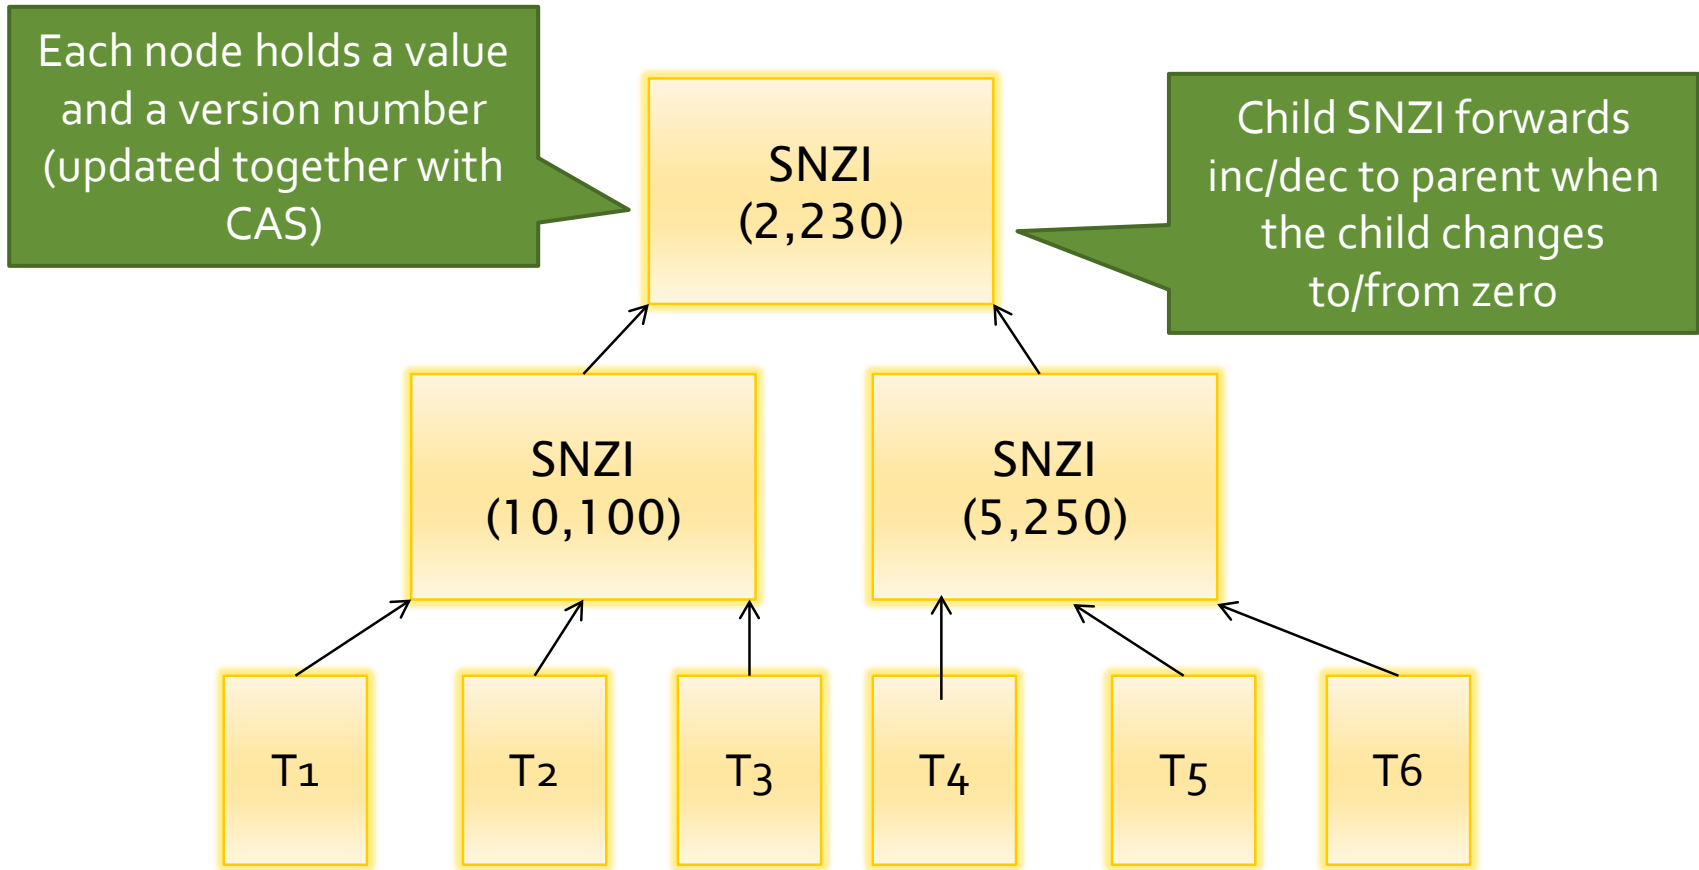 Each node holds a value
and a version number
(updated together with
CAS)
SNZI
(2,230)
Child SNZI forwards
inc/dec to parent when
the child changes
to/from zero
SNZI
(10,100)
SNZI
(5,250)
T1
T2
T3
T4
T5
T6